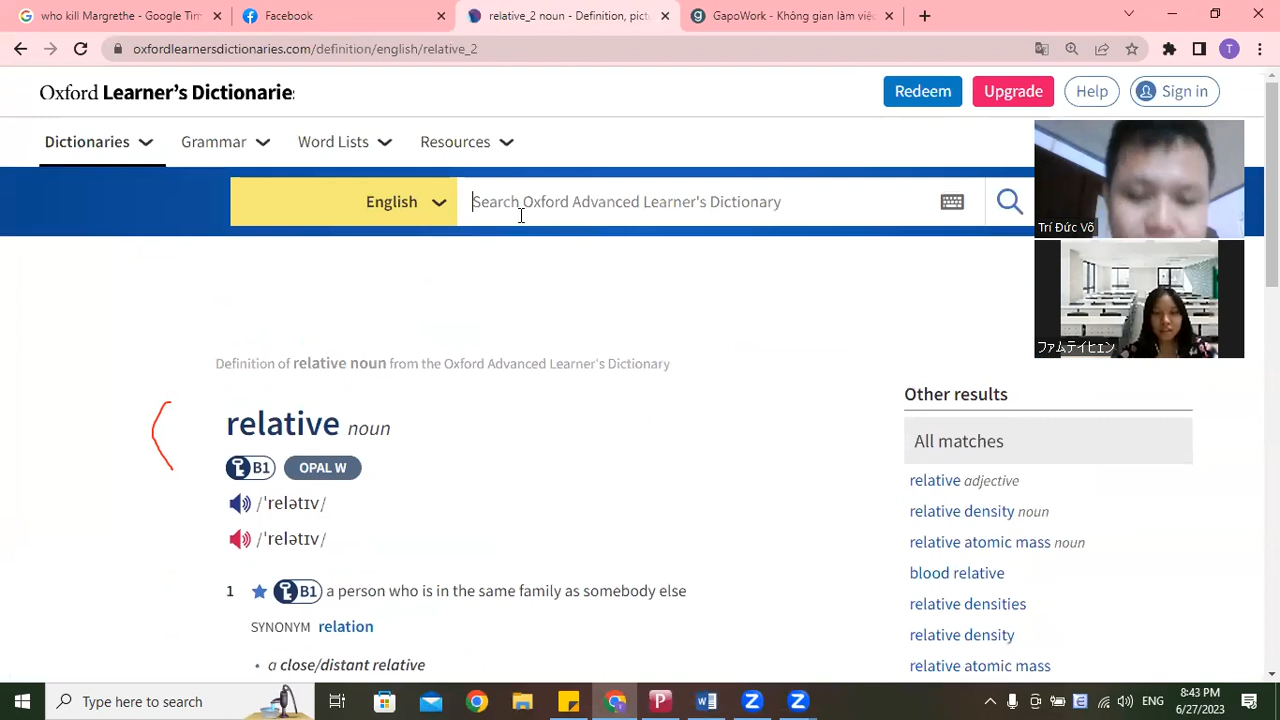 who kill Margrethe - Google Tìm
Facebook
relative_2 noun - Definition, pict
GapoWork - Không gian làm việc
oxfordlearnersdictionaries.com/definition/english/relative_2
T
Oxford Learner's Dictionaries
Redeem
Upgrade
Help
Sign in
Dictionaries
Grammar
Word Lists
Resources
English
Search Oxford Advanced Learner's Dictionary
Trí Đức Võ
ファムテイヒェン
Definition of relative noun from the Oxford Advanced Learner's Dictionary
relative noun
B1
OPAL W
/ˈrelətɪv/
/ˈrelətɪv/
1 B1 a person who is in the same family as somebody else
SYNONYM relation
• a close/distant relative
Other results
All matches
relative adjective
relative density noun
relative atomic mass noun
blood relative
relative densities
relative density
relative atomic mass
Type here to search
ENG
8:43 PM
6/27/2023